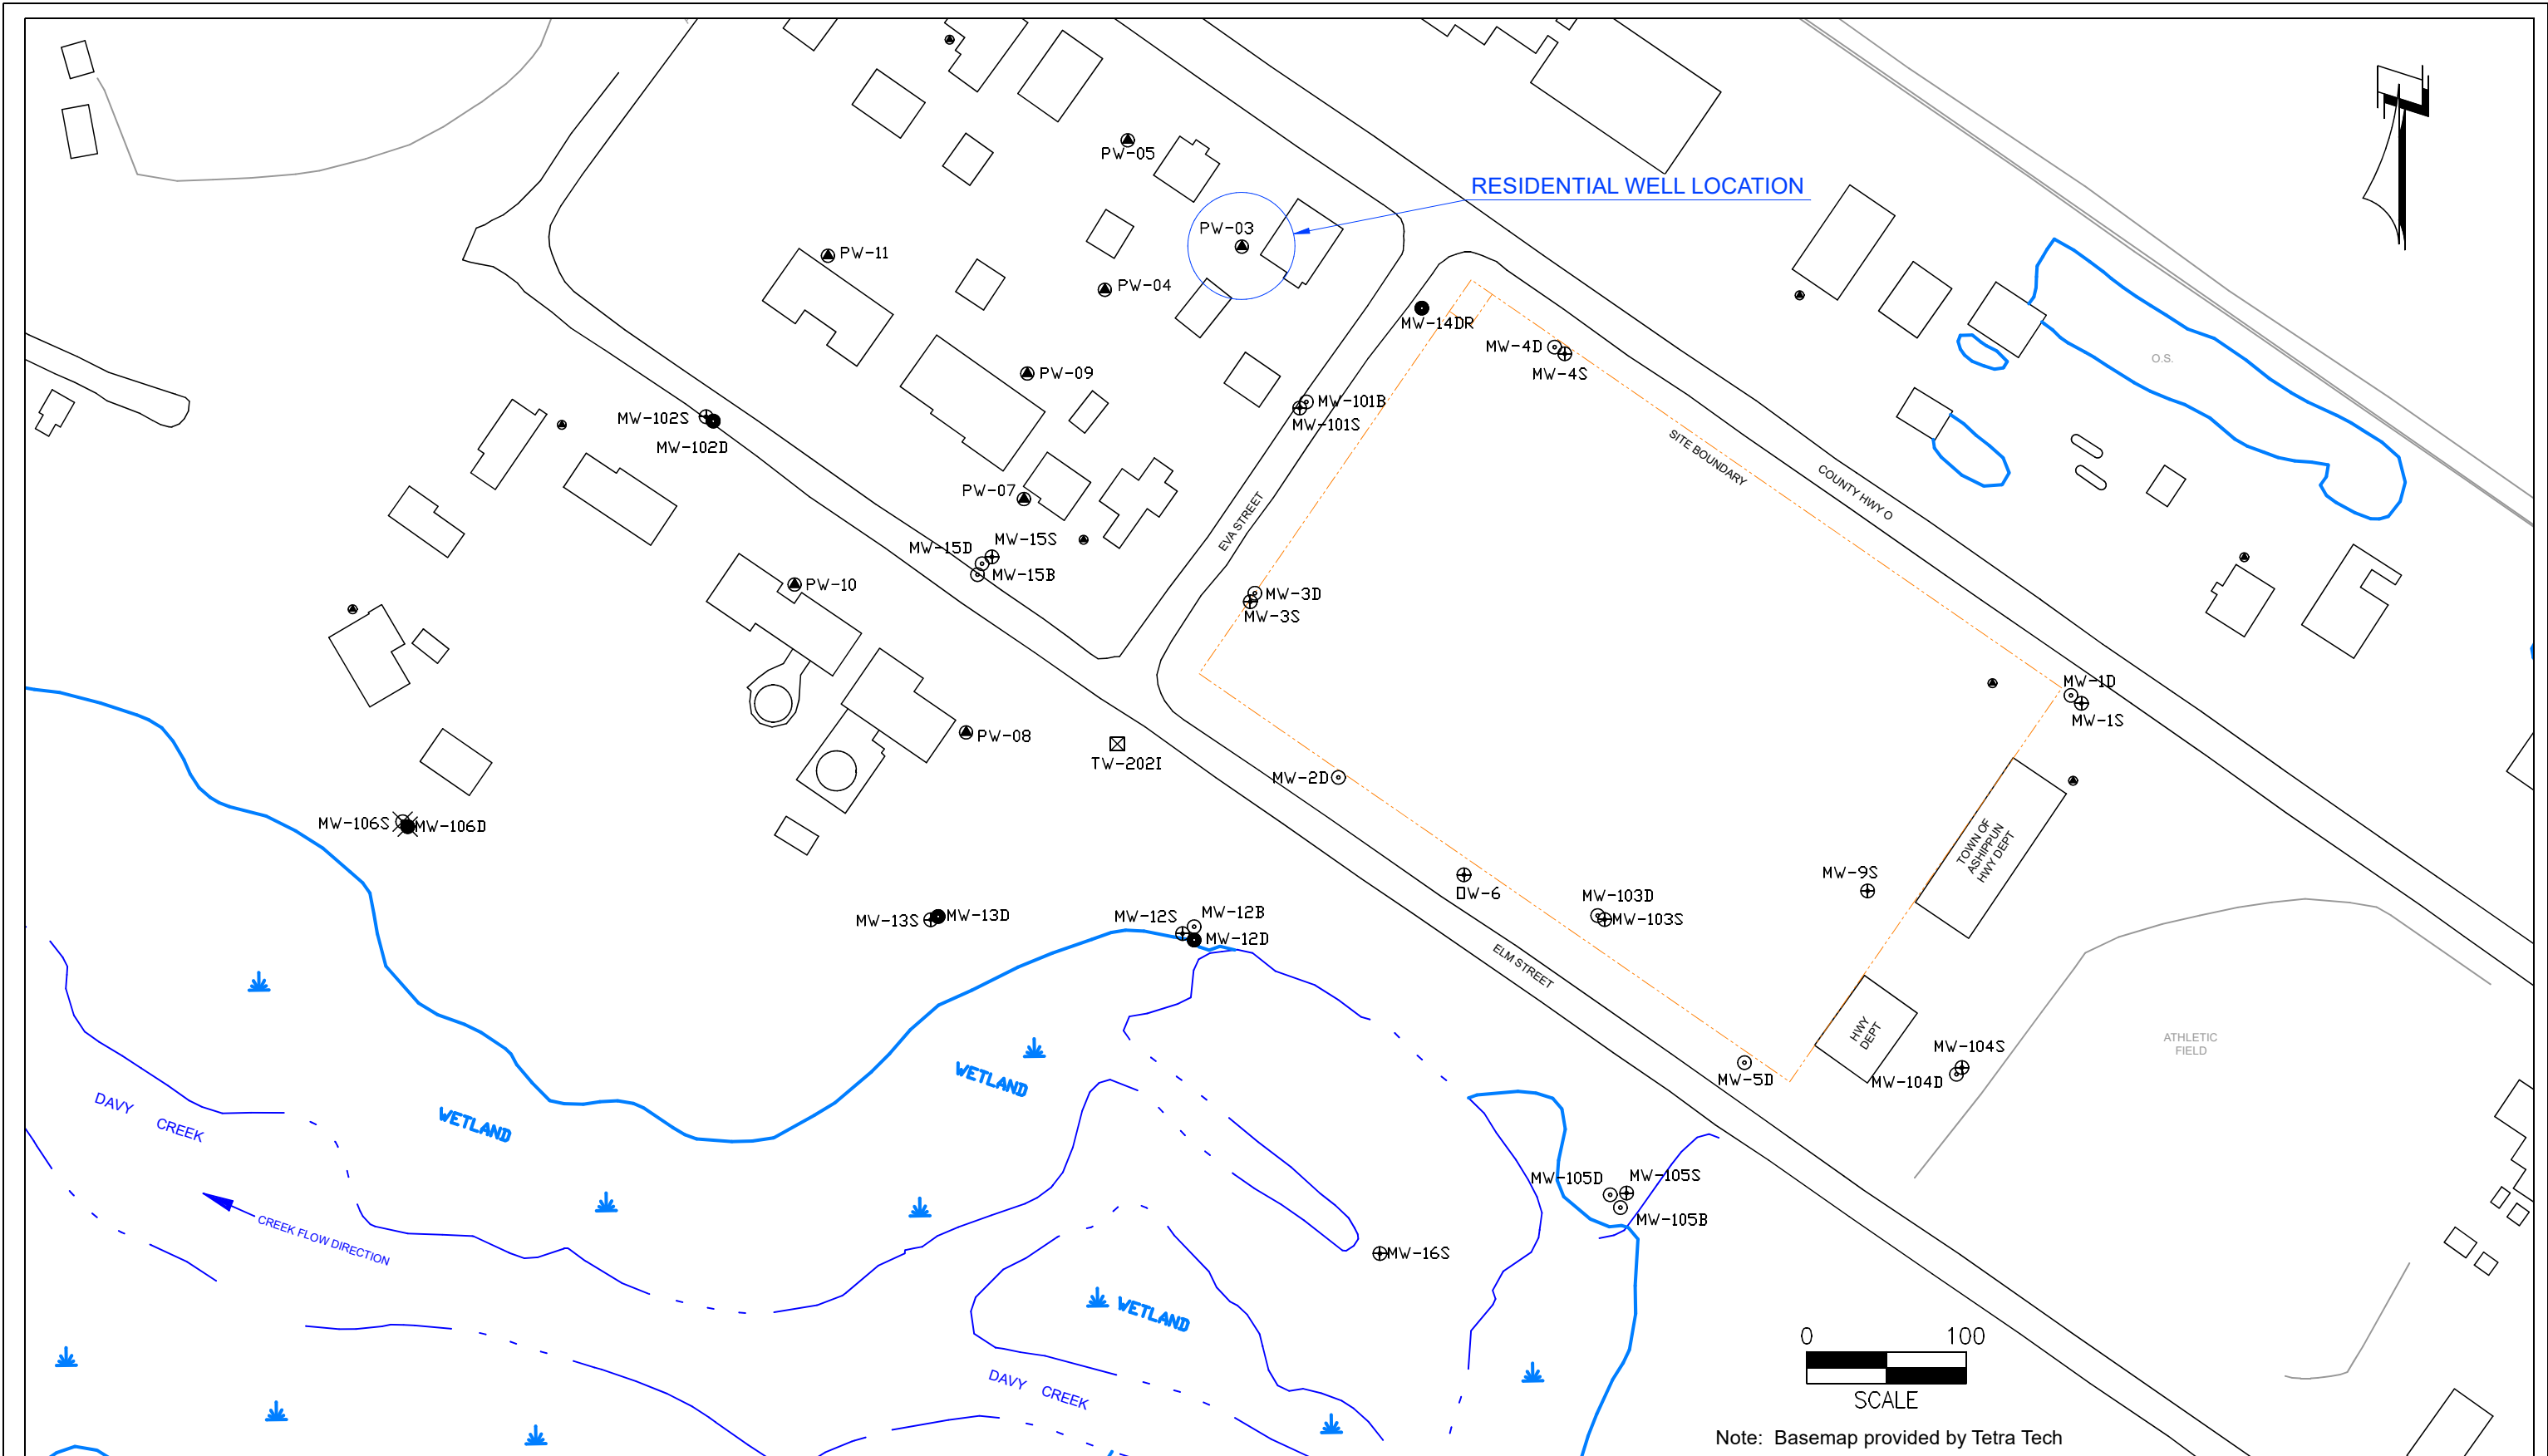 PW-05
RESIDENTIAL WELL LOCATION
PW-03
PW-11
PW-04
MW-14DR
MW-4D
MW-4S
O.S.
PW-09
MW-101B
MW-101S
MW-102S
MW-102D
SITE BOUNDARY
COUNTY HWY O
PW-07
EVA STREET
MW-15S
MW-15D
MW-15B
PW-10
MW-3D
MW-3S
MW-1D
MW-1S
PW-08
TW-202I
MW-2D
MW-106S
MW-106D
TOWN OF
ASHIPPUN
HWY DEPT
MW-9S
OW-6
MW-103D
MW-103S
MW-13S
MW-13D
MW-12S
MW-12B
MW-12D
ELM STREET
HWY
DEPT
ATHLETIC
FIELD
MW-104S
MW-104D
MW-5D
WETLAND
DAVY CREEK
WETLAND
MW-105D
MW-105S
MW-105B
CREEK FLOW DIRECTION
MW-16S
WETLAND
0 100
SCALE
DAVY CREEK
Note: Basemap provided by Tetra Tech